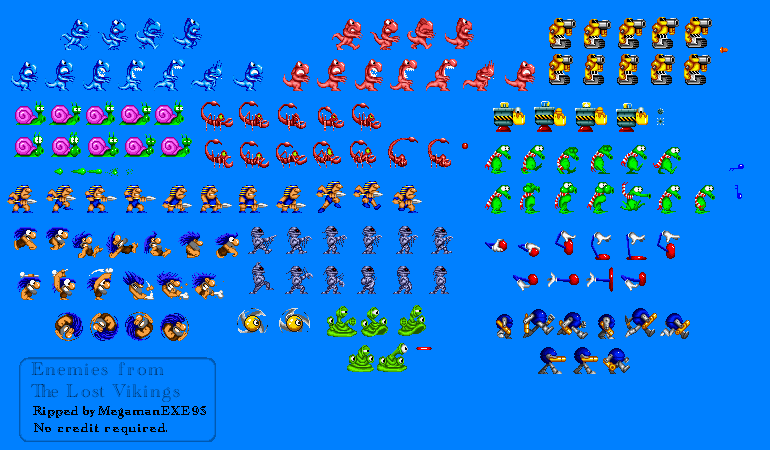 Enemies from
The Lost Vikings
Ripped by MegamanEXE95
No credit required.